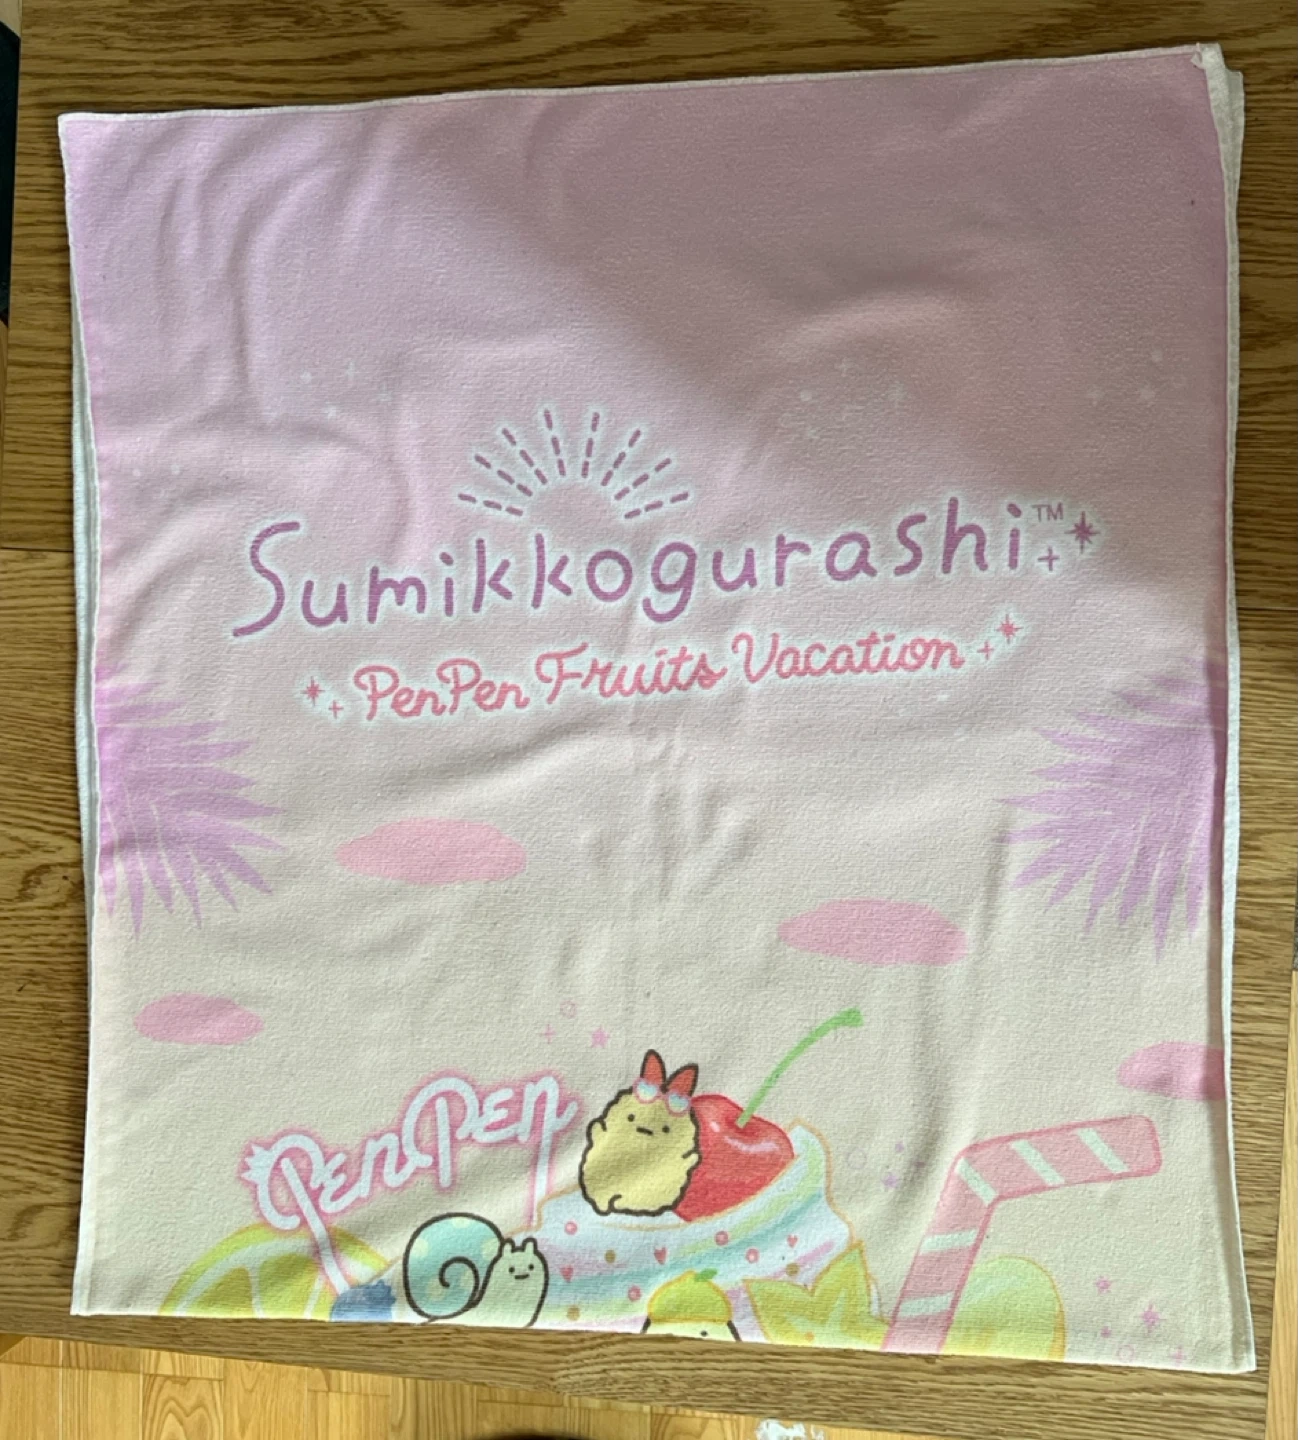 Sumikkogurashi™
PenPen Fruits Vacation
PENPEN